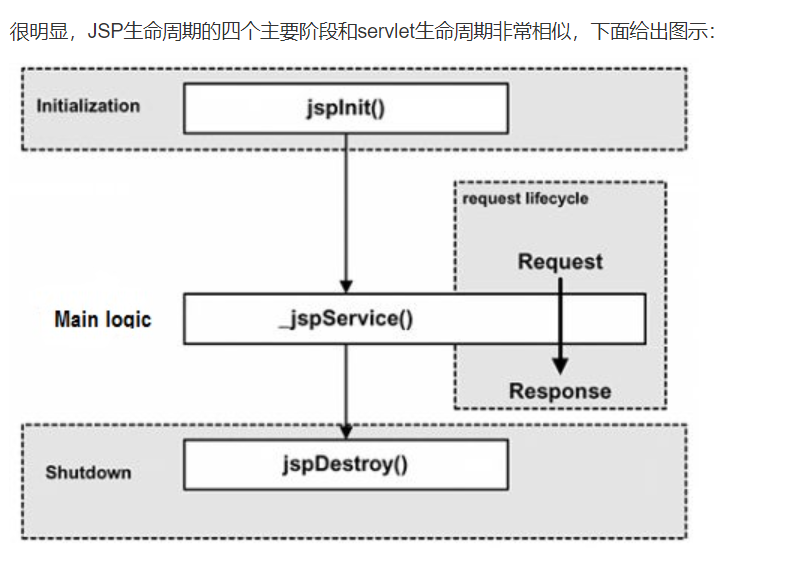 很明显，JSP生命周期的四个主要阶段和servlet生命周期非常相似，下面给出图示：
Initialization
jspInit()
request lifecycle
Request
Main logic
_jspService()
Response
Shutdown
jspDestroy()